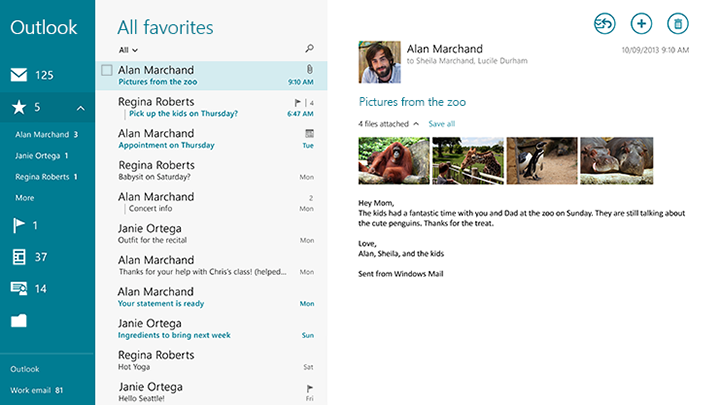 Outlook
125
5
Alan Marchand 3
Janie Ortega 1
Regina Roberts 1
More
1
37
14
Outlook
Work email 81
All favorites
All
Alan Marchand
Pictures from the zoo 9:10 AM
Regina Roberts 4
Pick up the kids on Thursday? 6:47 AM
Alan Marchand
Appointment on Thursday Tue
Regina Roberts
Babysit on Saturday? Mon
Alan Marchand 2
Concert info Mon
Janie Ortega
Outfit for the recital Mon
Alan Marchand
Thanks for your help with Chris's class! (helped... Mon
Alan Marchand
Your statement is ready Mon
Janie Ortega
Ingredients to bring next week Sun
Regina Roberts
Hot Yoga Sat
Alan Marchand
Hello Seattle! Fri
Alan Marchand 10/09/2013 9:10 AM
to Sheila Marchand, Lucile Durham
Pictures from the zoo
4 files attached Save all
Hey Mom,
The kids had a fantastic time with you and Dad at the zoo on Sunday. They are still talking about
the cute penguins. Thanks for the treat.
Love,
Alan, Sheila, and the kids
Sent from Windows Mail